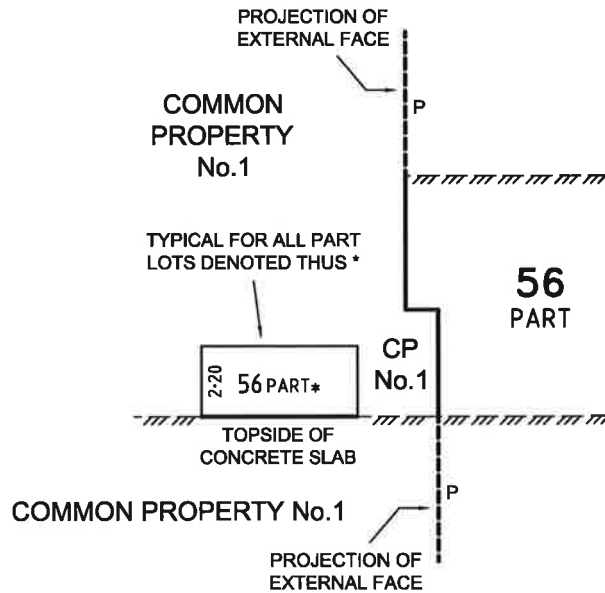 PROJECTION OF
EXTERNAL FACE
P
COMMON
PROPERTY
No.1
TYPICAL FOR ALL PART
LOTS DENOTED THUS *
56
PART
CP
No.1
2·20
56 PART*
TOPSIDE OF
CONCRETE SLAB
P
COMMON PROPERTY No.1
PROJECTION OF
EXTERNAL FACE